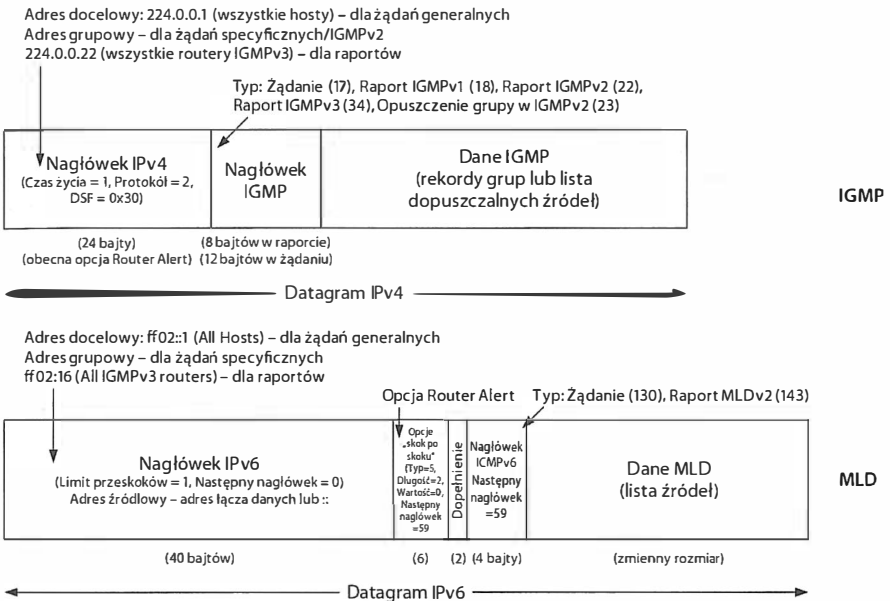 Adres docelowy: 224.0.0.1 (wszystkie hosty) – dla żądań generalnych
Adres grupowy – dla żądań specyficznych/IGMPv2
224.0.0.22 (wszystkie routery IGMPv3) – dla raportów
Typ: Żądanie (17), Raport IGMPv1 (18), Raport IGMPv2 (22),
Raport IGMPv3 (34), Opuszczenie grupy w IGMPv2 (23)
Nagłówek IPv4
(Czas życia = 1, Protokół = 2,
DSF = 0x30)
Nagłówek
IGMP
Dane IGMP
(rekordy grup lub lista
dopuszczalnych źródeł)
IGMP
(24 bajty)
(obecna opcja Router Alert)
(8 bajtów w raporcie)
(12 bajtów w żądaniu)
Datagram IPv4
Adres docelowy: ff02::1 (All Hosts) – dla żądań generalnych
Adres grupowy – dla żądań specyficznych
ff02:16 (All IGMPv3 routers) – dla raportów
Opcja Router Alert
Typ: Żądanie (130), Raport MLDv2 (143)
Nagłówek IPv6
(Limit przeskoków = 1, Następny nagłówek = 0)
Adres źródłowy – adres łącza danych lub ::
Opcje
„skok po
skoku"
(Typ=5,
Długość=2,
Wartość=0,
Następny
nagłówek
=59
Dopełnienie
Nagłówek
ICMPv6
Następny
nagłówek
=59
Dane MLD
(lista źródeł)
MLD
(40 bajtów)
(6)
(2)
(4 bajty)
(zmienny rozmiar)
Datagram IPv6